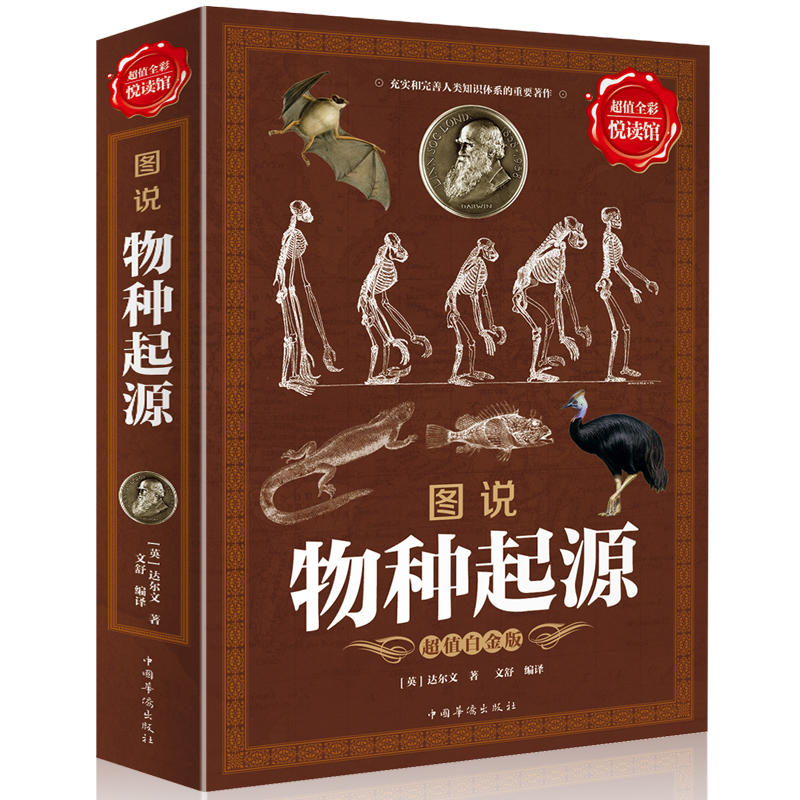 超值全彩
悦读馆
图说
物种起源
[英]达尔文 著
文舒 编译
中国华侨出版社
充实和完善人类知识体系的重要著作
DARWIN
超值全彩
悦读馆
图说
物种起源
超值白金版
[英]达尔文 著 文舒 编译
中国华侨出版社